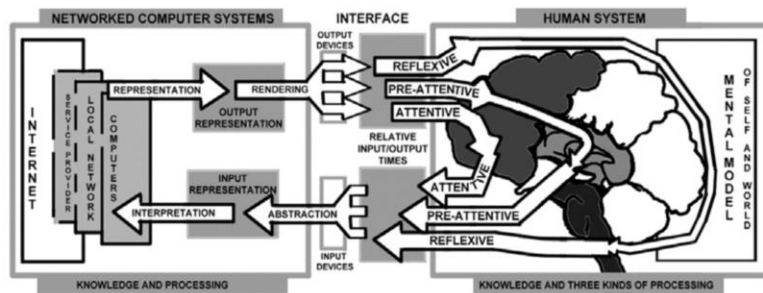 NETWORKED COMPUTER SYSTEMS
INTERFACE
HUMAN SYSTEM
OUTPUT
DEVICES
INTERNET
SERVICE PROVIDER
LOCAL NETWORK
COMPUTERS
REPRESENTATION
OUTPUT
REPRESENTATION
RENDERING
REFLEXIVE
PRE-ATTENTIVE
ATTENTIVE
RELATIVE
INPUT/OUTPUT
TIMES
INPUT
REPRESENTATION
INTERPRETATION
ABSTRACTION
INPUT
DEVICES
ATTENTIVE
PRE-ATTENTIVE
REFLEXIVE
MENTAL MODEL
OF SELF AND WORLD
KNOWLEDGE AND PROCESSING
KNOWLEDGE AND THREE KINDS OF PROCESSING